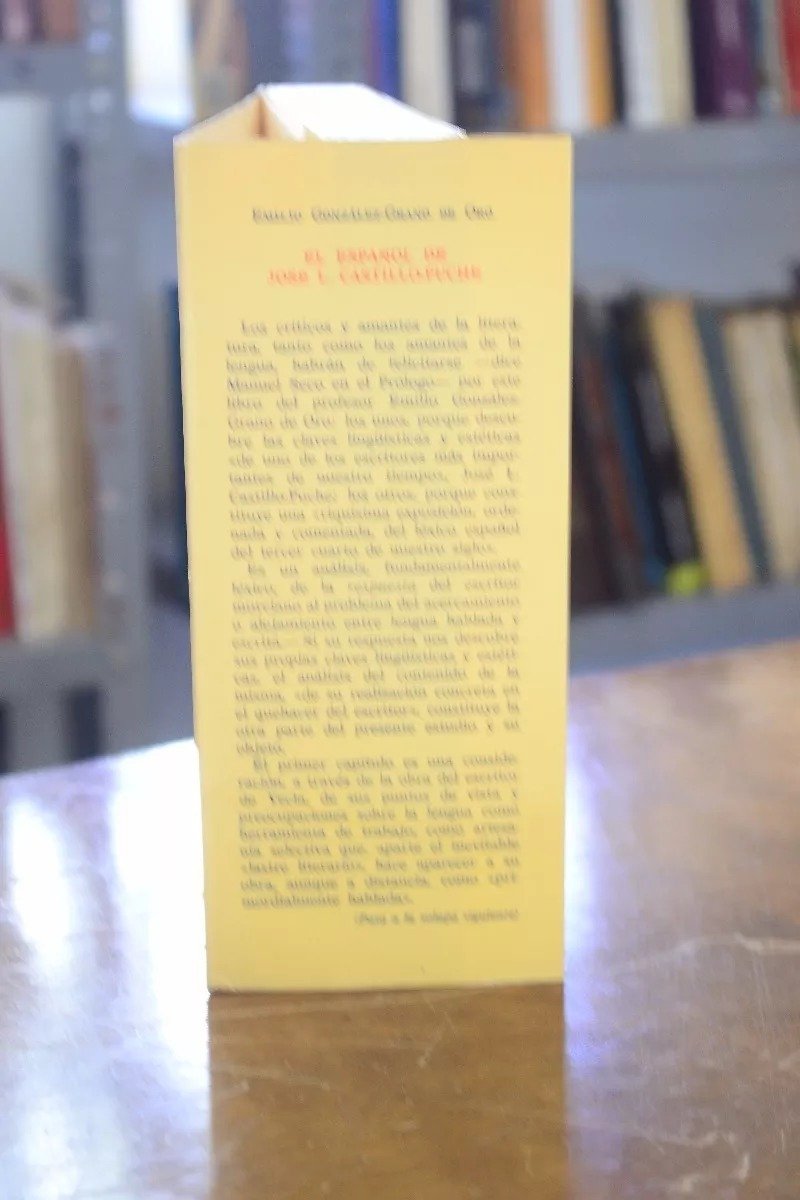 EMILIO GONZÁLEZ-GRANO DE ORO
EL ESPAÑOL DE
JOSE L. CASTILLO-PUCHE
Los críticos y amantes de la litera-
tura, tanto como los amantes de la
lengua, habrán de felicitarse —dice
Manuel Seco en el Prólogo— por este
libro del profesor Emilio González-
Grano de Oro: los unos, porque descu-
bre las claves lingüísticas y estéticas
«de uno de los escritores más impor-
tantes de nuestro tiempo», José L.
Castillo-Puche; los otros, porque cons-
tituye una «riquísima exposición, orde-
nada y comentada, del léxico español
del tercer cuarto de nuestro siglo».
Es un análisis, fundamentalmente
léxico, de la respuesta del escritor
murciano al problema del acercamiento
o alejamiento entre lengua hablada y
escrita.— Si su respuesta nos descubre
sus propias claves lingüísticas y estéti-
cas, el análisis del contenido de la
misma, «de su realización concreta en
el quehacer del escritor», constituye la
otra parte del presente estudio y su
objeto.
El primer capítulo es una conside-
ración, a través de la obra del escritor
de Yecla, de sus puntos de vista y
preocupaciones sobre la lengua como
herramienta de trabajo, como artesa-
nía selectiva que, aparte el inevitable
«lastre literario», hace aparecer a su
obra, aunque a distancia, como «pri-
mordialmente hablada».
(Pasa a la solapa siguiente)